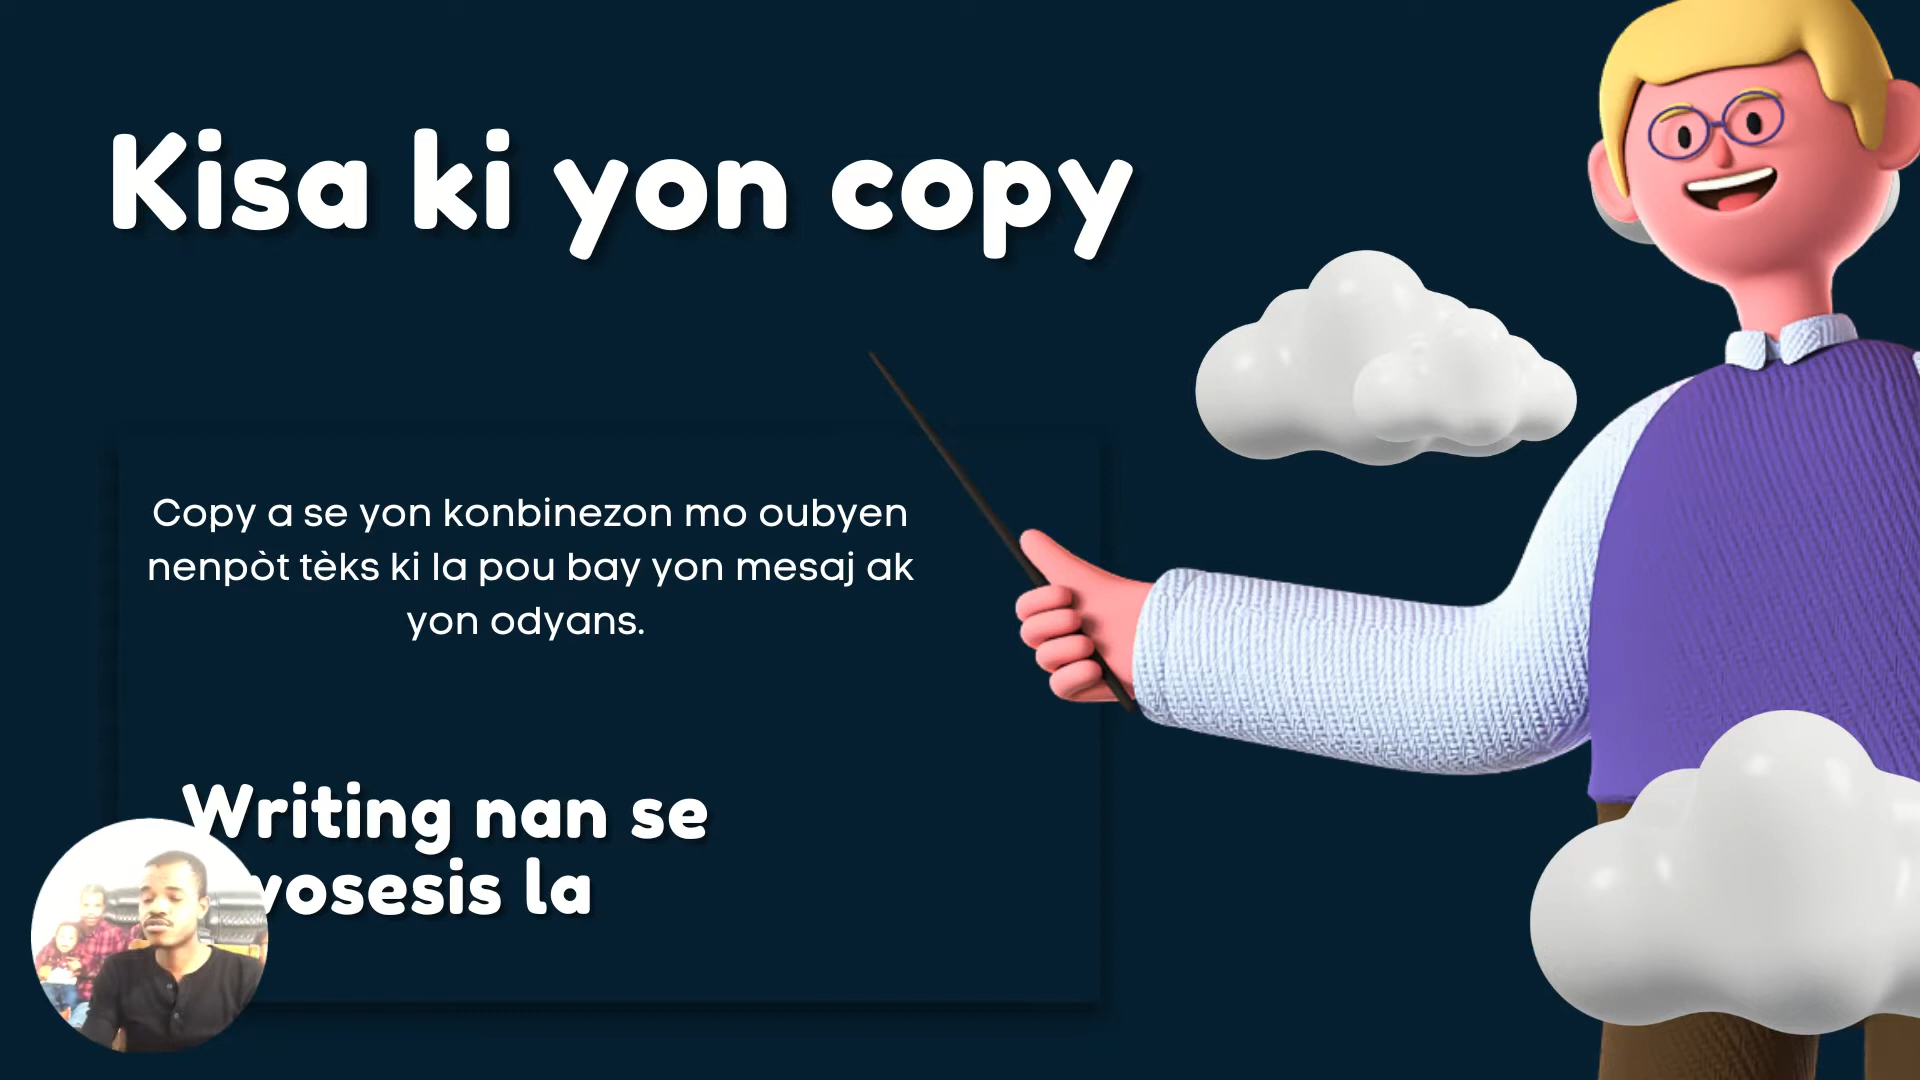 Kisa ki yon copy
Copy a se yon konbinezon mo oubyen
nenpòt tèks ki la pou bay yon mesaj ak
yon odyans.
Writing nan se
la